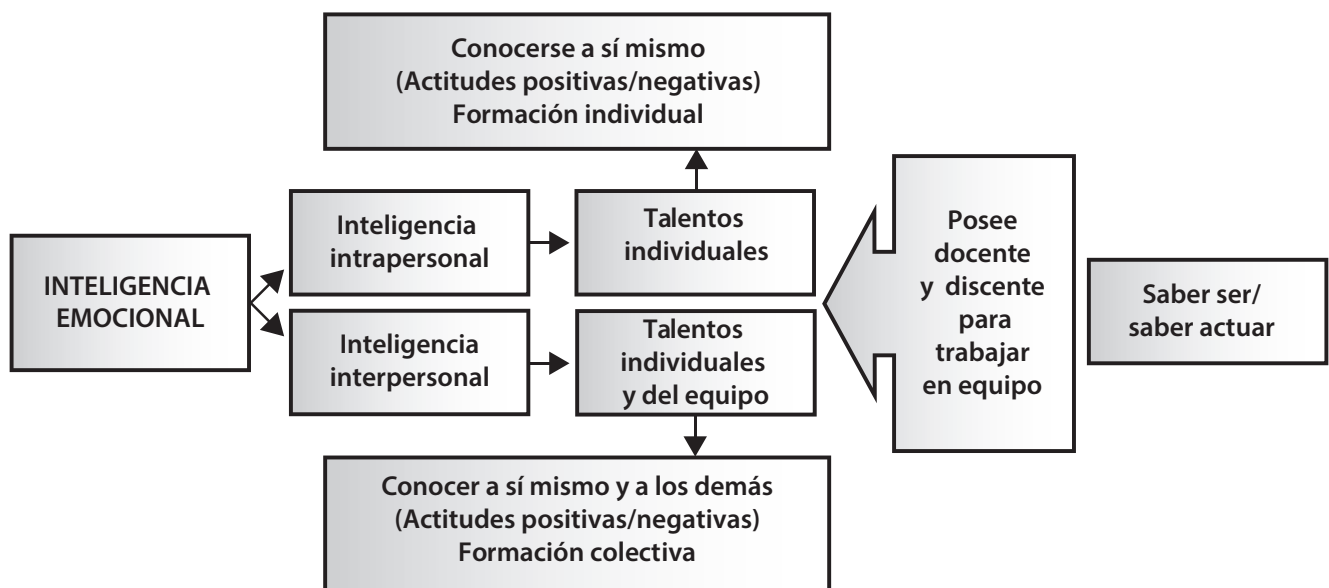 Conocerse a sí mismo
(Actitudes positivas/negativas)
Formación individual
INTELIGENCIA
EMOCIONAL
Inteligencia
intrapersonal
Talentos
individuales
Inteligencia
interpersonal
Talentos
individuales
y del equipo
Posee
docente
y discente
para
trabajar
en equipo
Saber ser/
saber actuar
Conocer a sí mismo y a los demás
(Actitudes positivas/negativas)
Formación colectiva